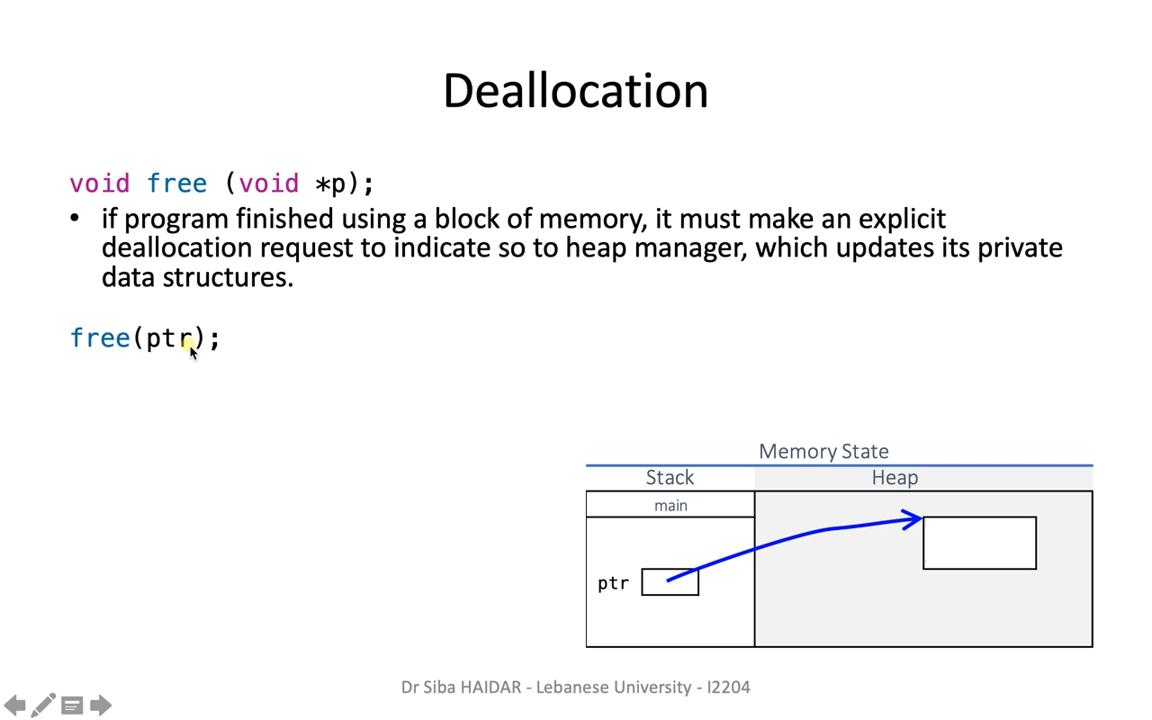 Deallocation
void free (void *p);
• if program finished using a block of memory, it must make an explicit
deallocation request to indicate so to heap manager, which updates its private
data structures.
free(ptr);
Memory State
Stack Heap
main
ptr
Dr Siba HAIDAR - Lebanese University - I2204